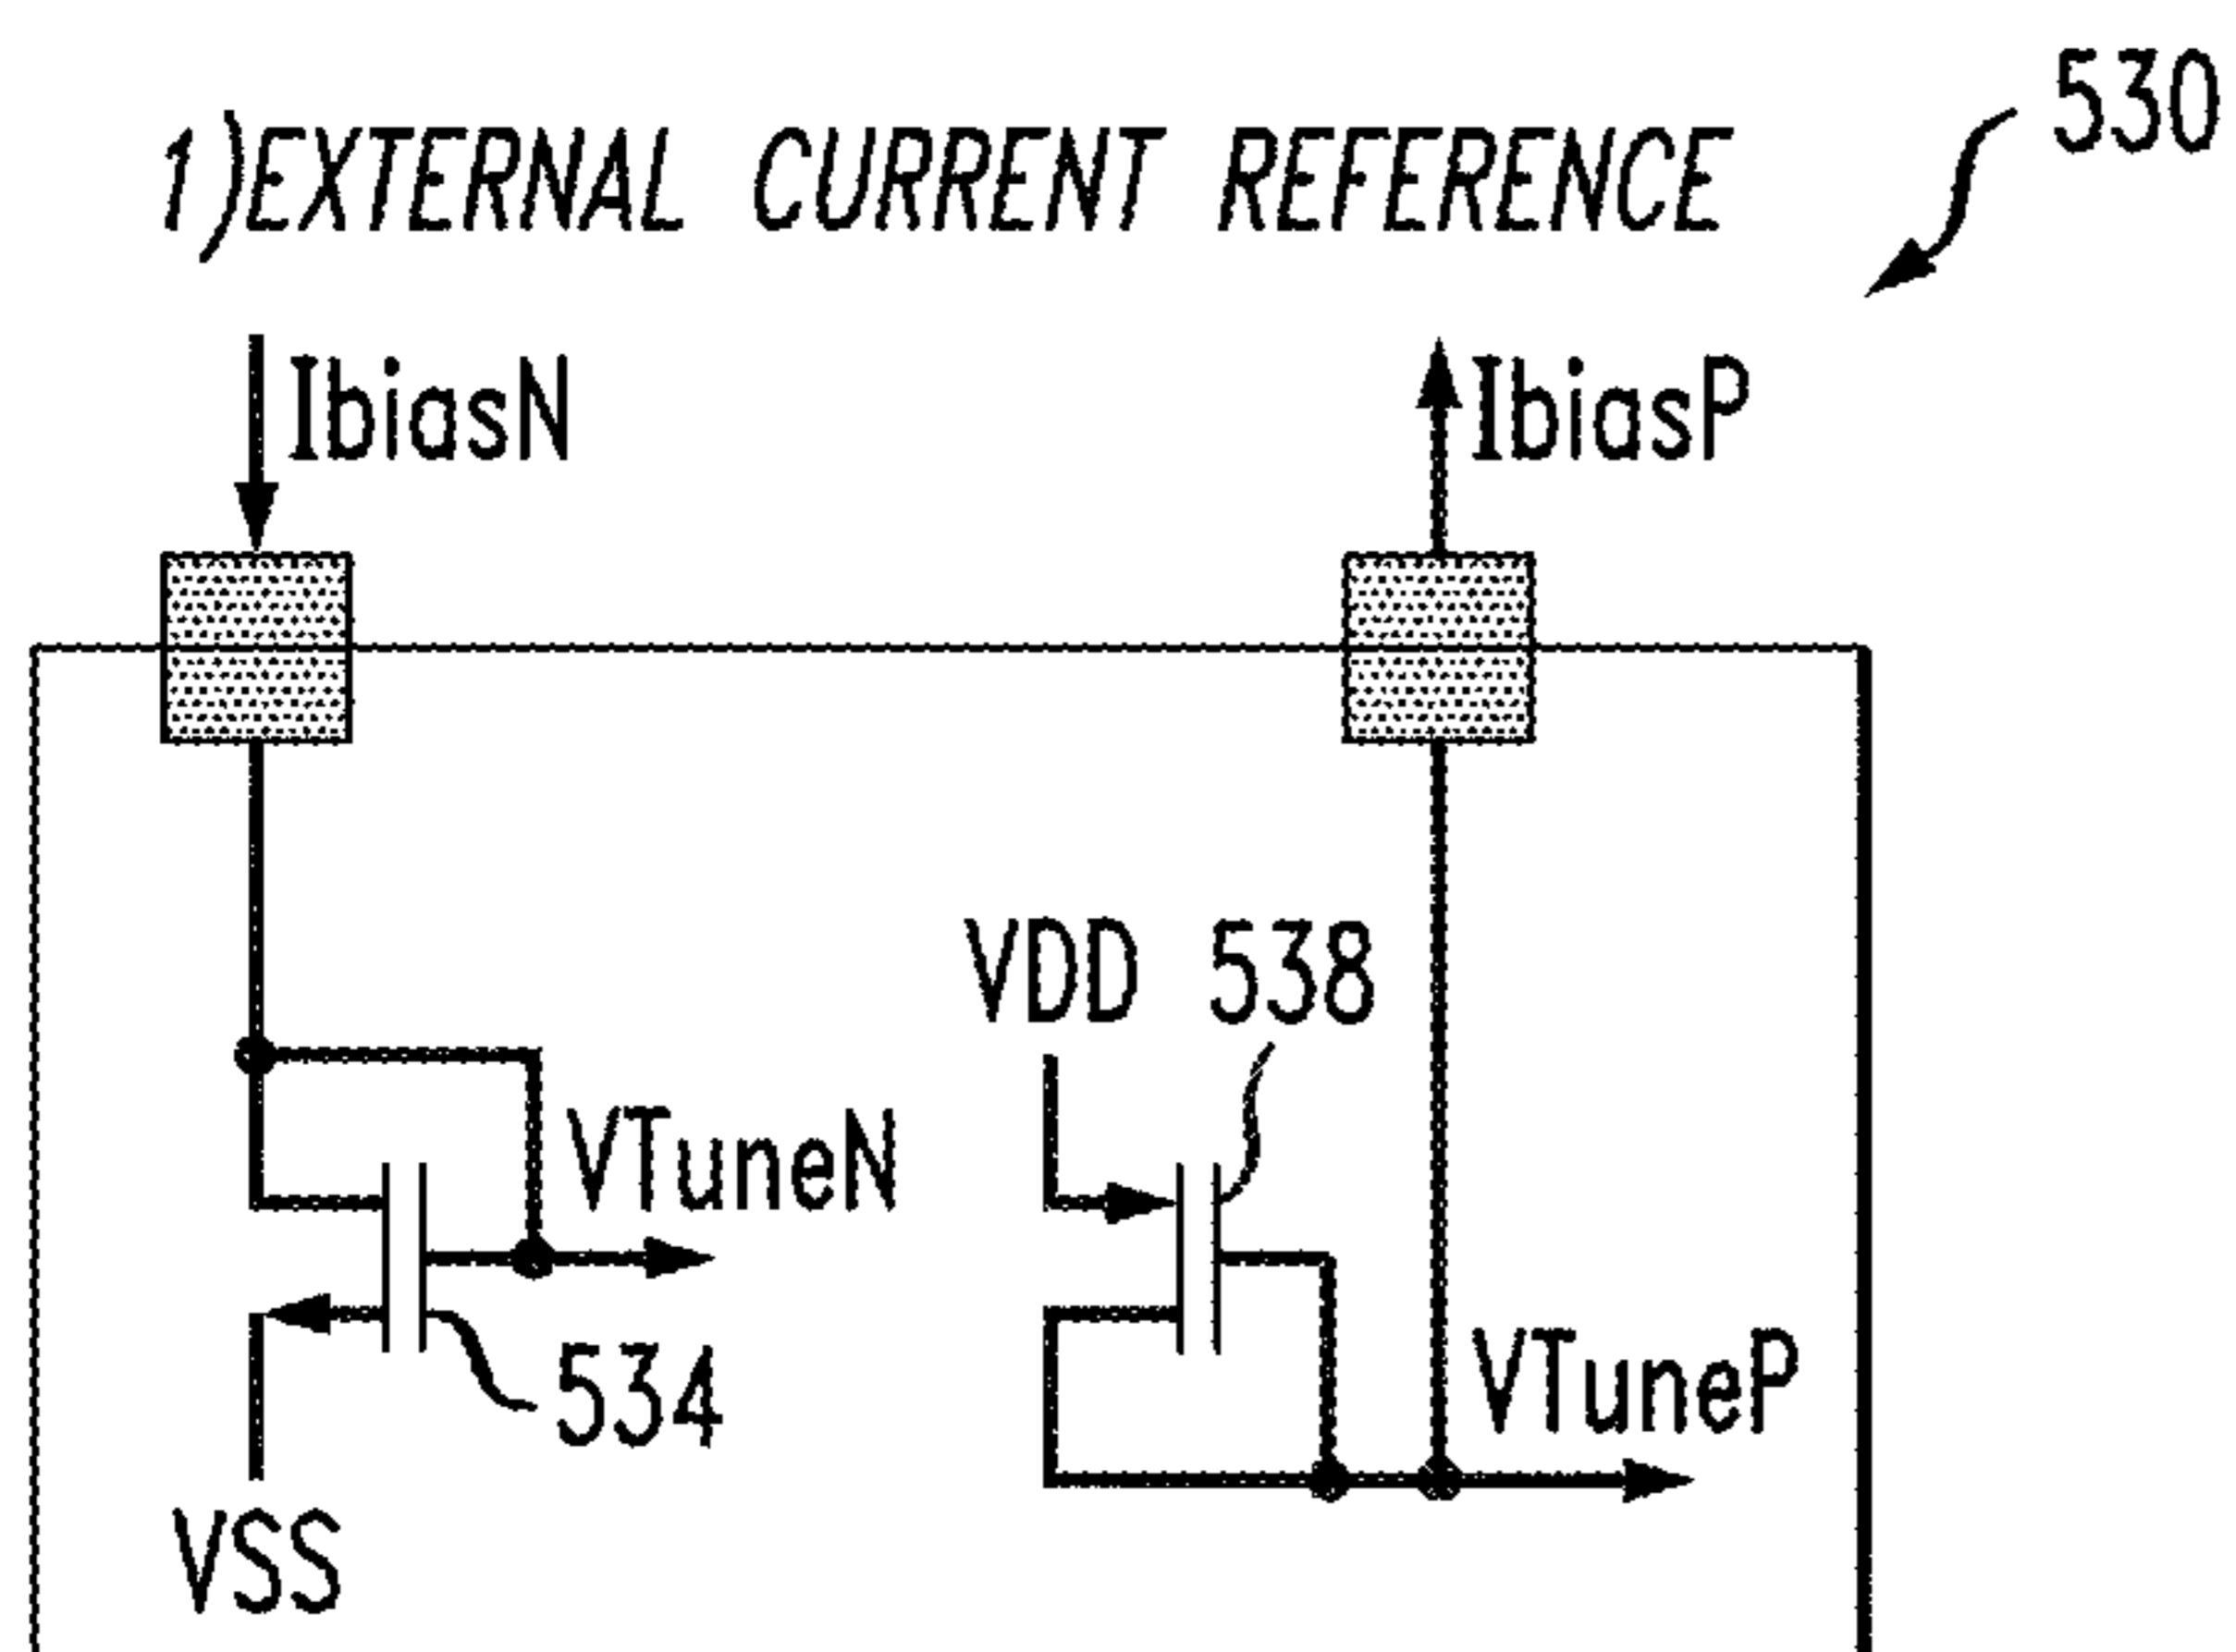 530
1)EXTERNAL CURRENT REFERENCE
IbiasN
IbiasP
VDD 538
VTuneN
534
VTuneP
VSS